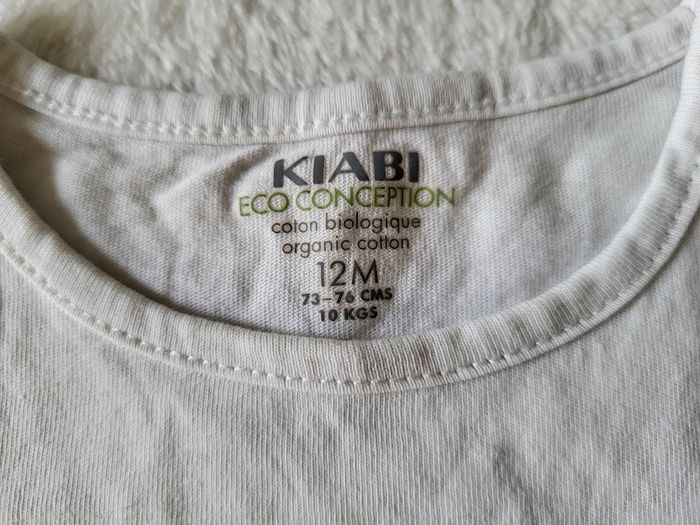 KIABI
ECO CONCEPTION
coton biologique
organic cotton
12M
73-76 CMS
10 KGS